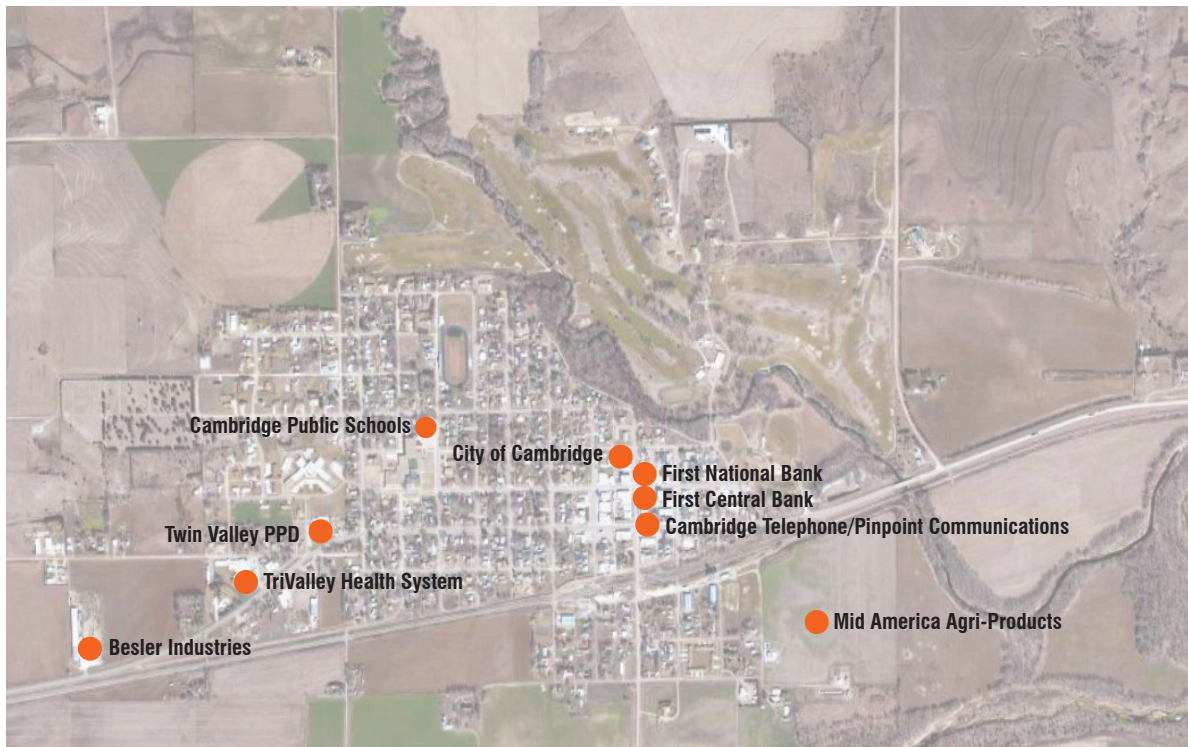 Cambridge Public Schools
City of Cambridge
First National Bank
First Central Bank
Cambridge Telephone/Pinpoint Communications
Twin Valley PPD
TriValley Health System
Mid America Agri-Products
Besler Industries